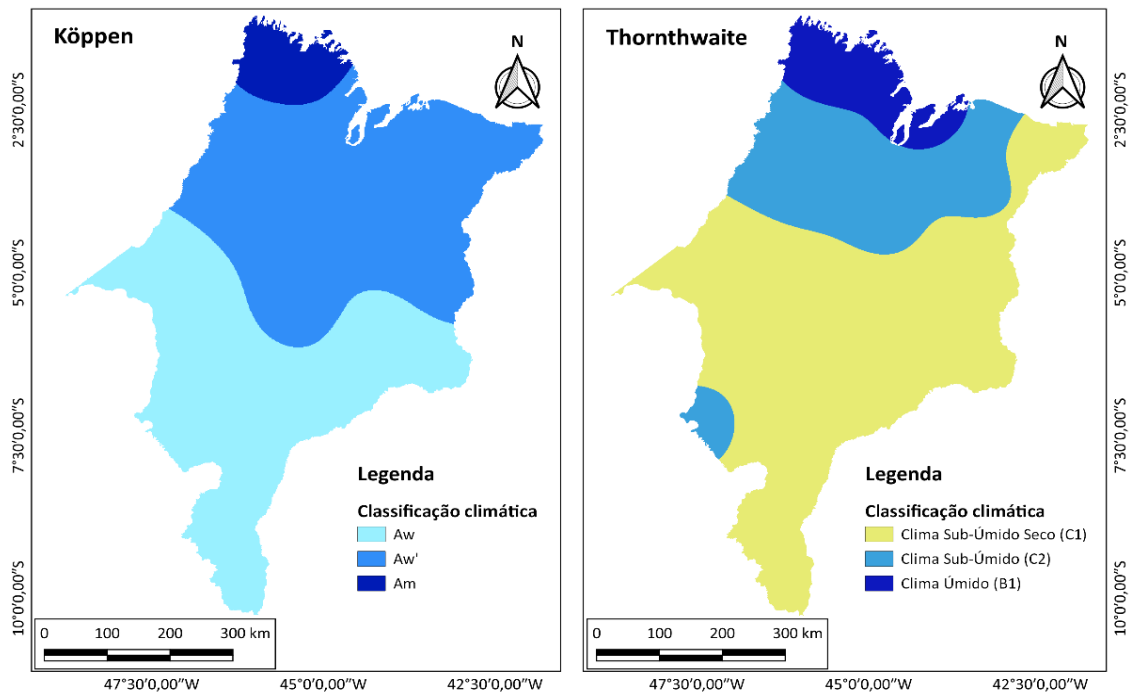 Köppen
N
2°30′0,00″S
5°0′0,00″S
7°30′0,00″S
10°0′0,00″S
Legenda
Classificação climática
Aw
Aw'
Am
0 100 200 300 km
47°30′0,00″W 45°0′0,00″W 42°30′0,00″W
Thornthwaite
N
2°30′0,00″S
5°0′0,00″S
7°30′0,00″S
10°0′0,00″S
Legenda
Classificação climática
Clima Sub-Úmido Seco (C1)
Clima Sub-Úmido (C2)
Clima Úmido (B1)
0 100 200 300 km
47°30′0,00″W 45°0′0,00″W 42°30′0,00″W